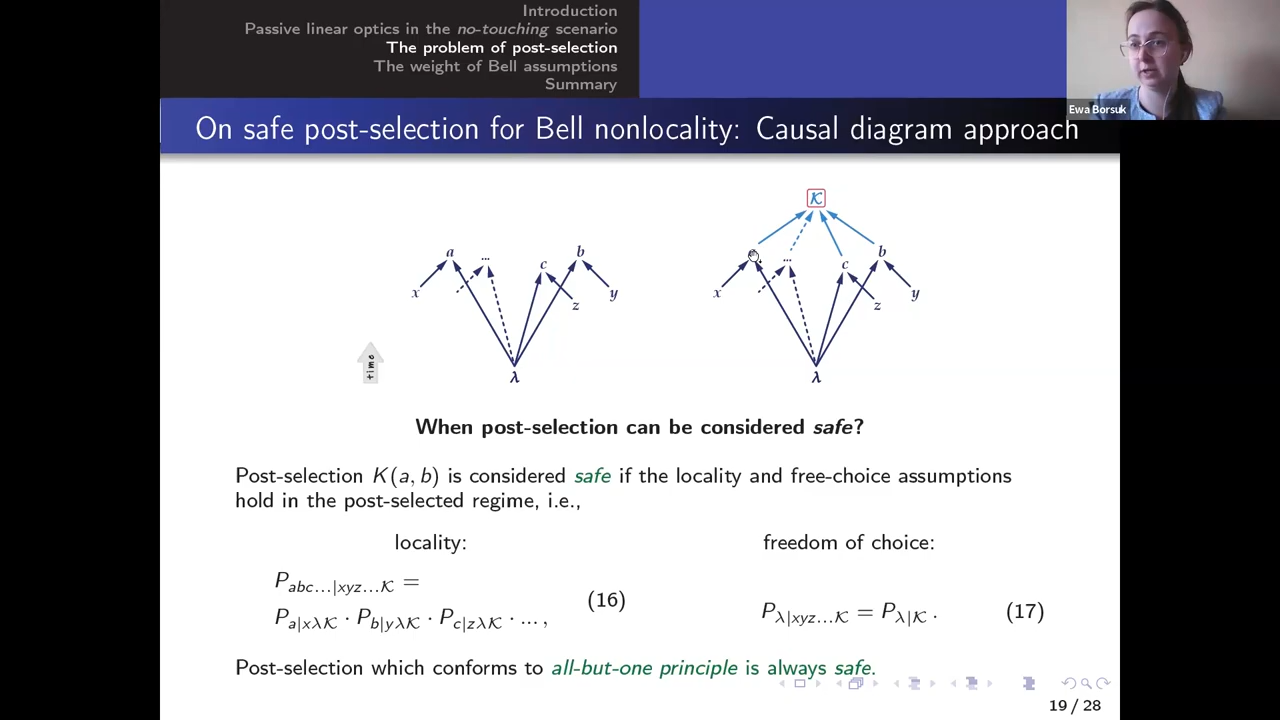 Introduction
Passive linear optics in the no-touching scenario
The problem of post-selection
The weight of Bell assumptions
Summary
Ewa Borsuk
On safe post-selection for Bell nonlocality: Causal diagram approach
K
a ... c b
x z y
λ
... c b
x z y
λ
time
When post-selection can be considered safe?
Post-selection K(a, b) is considered safe if the locality and free-choice assumptions
hold in the post-selected regime, i.e.,
locality:
freedom of choice:
P_{abc...|xyz...𝒦} =
P_{a|xλ𝒦} · P_{b|yλ𝒦} · P_{c|zλ𝒦} · ... ,
(16)
P_{λ|xyz...𝒦} = P_{λ|𝒦} .
(17)
Post-selection which conforms to all-but-one principle is always safe.
19 / 28